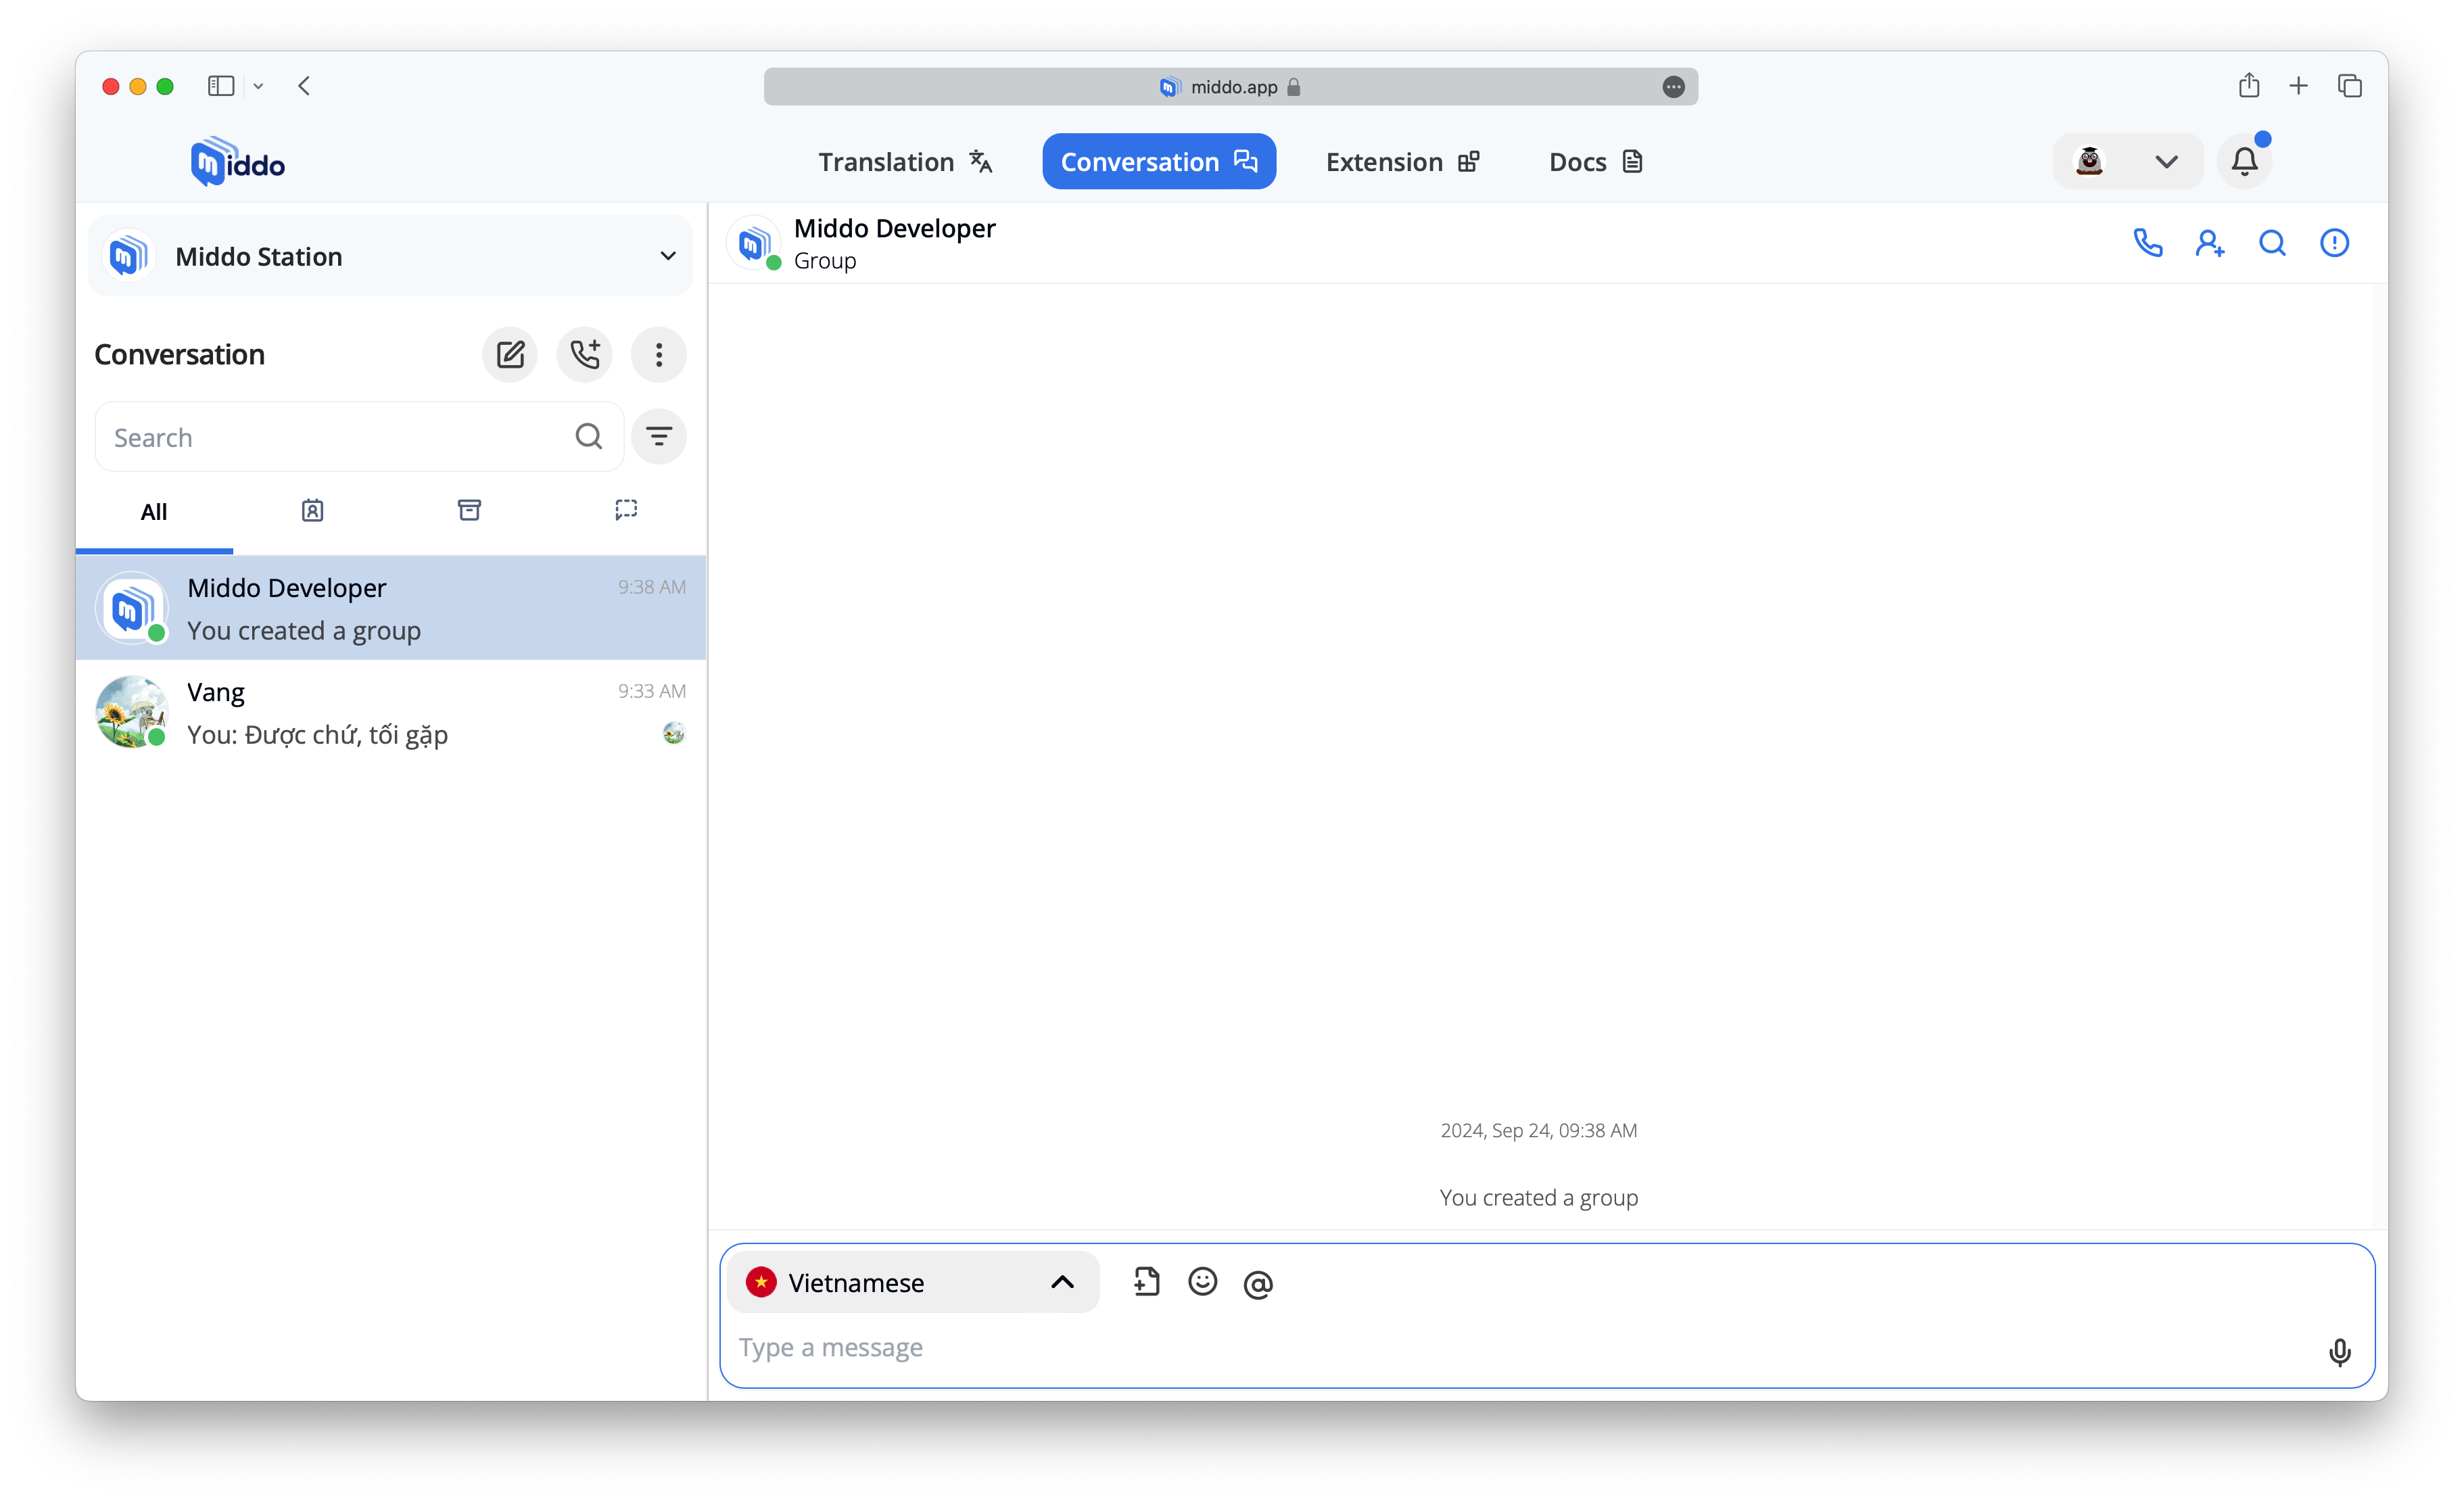 middo.app
middo
Translation
Conversation
Extension
Docs
Middo Station
Conversation
Search
All
Middo Developer
9:38 AM
You created a group
Vang
9:33 AM
You: Được chứ, tối gặp
Middo Developer
Group
2024, Sep 24, 09:38 AM
You created a group
Vietnamese
Type a message